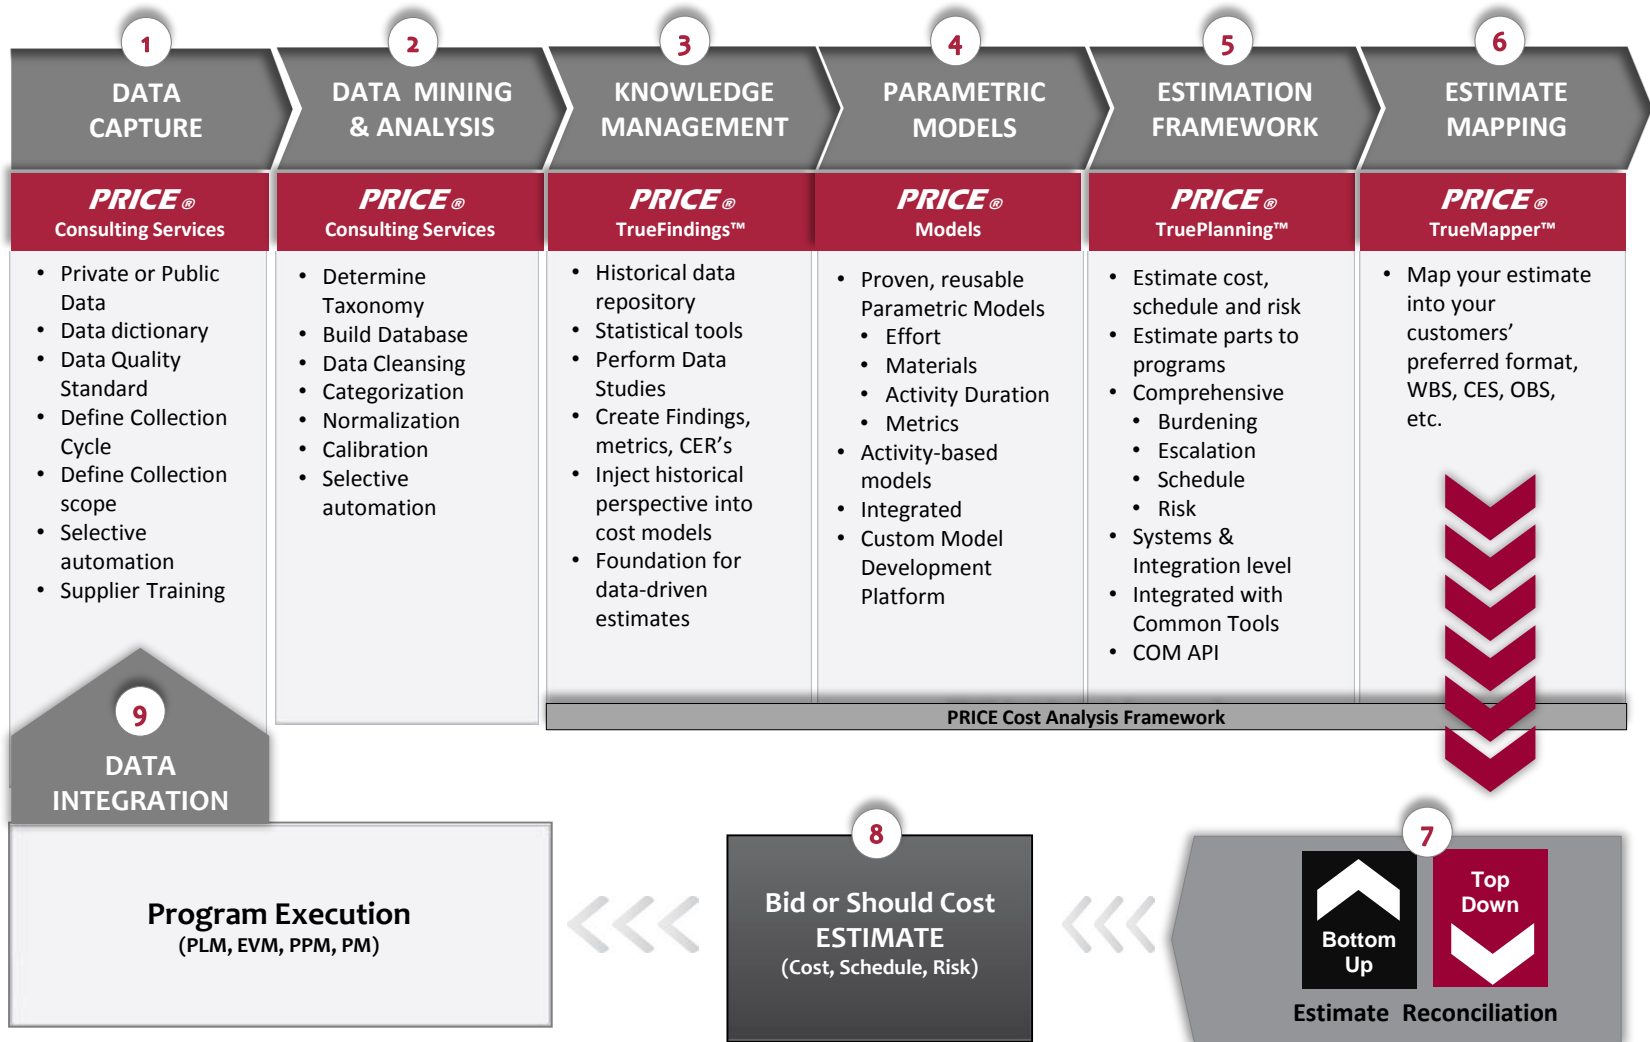 1
DATA
CAPTURE
PRICE ®
Consulting Services
• Private or Public
Data
• Data dictionary
• Data Quality
Standard
• Define Collection
Cycle
• Define Collection
scope
• Selective
automation
• Supplier Training
2
DATA MINING
& ANALYSIS
PRICE ®
Consulting Services
• Determine
Taxonomy
• Build Database
• Data Cleansing
• Categorization
• Normalization
• Calibration
• Selective
automation
3
KNOWLEDGE
MANAGEMENT
PRICE ®
TrueFindings™
• Historical data
repository
• Statistical tools
• Perform Data
Studies
• Create Findings,
metrics, CER's
• Inject historical
perspective into
cost models
• Foundation for
data-driven
estimates
4
PARAMETRIC
MODELS
PRICE ®
Models
• Proven, reusable
Parametric Models
• Effort
• Materials
• Activity Duration
• Metrics
• Activity-based
models
• Integrated
• Custom Model
Development
Platform
5
ESTIMATION
FRAMEWORK
PRICE ®
TruePlanning™
• Estimate cost,
schedule and risk
• Estimate parts to
programs
• Comprehensive
• Burdening
• Escalation
• Schedule
• Risk
• Systems &
Integration level
• Integrated with
Common Tools
• COM API
6
ESTIMATE
MAPPING
PRICE ®
TrueMapper™
• Map your estimate
into your
customers’
preferred format,
WBS, CES, OBS,
etc.
PRICE Cost Analysis Framework
7
Bottom
Up
Top
Down
Estimate Reconciliation
8
Bid or Should Cost
ESTIMATE
(Cost, Schedule, Risk)
Program Execution
(PLM, EVM, PPM, PM)
9
DATA
INTEGRATION